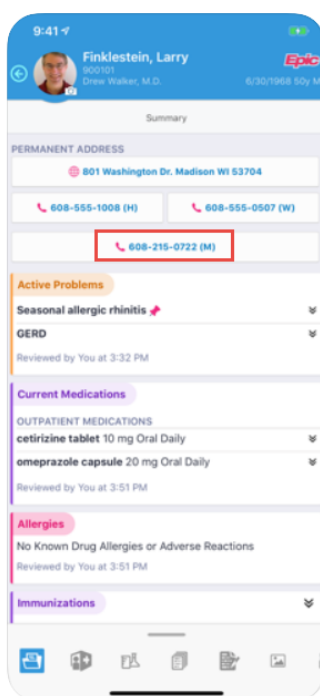 9:41
Finklestein, Larry
Epic
900101
Drew Walker, M.D.
6/30/1968 50y M
Summary
PERMANENT ADDRESS
801 Washington Dr. Madison WI 53704
608-555-1008 (H)
608-555-0507 (W)
608-215-0722 (M)
Active Problems
Seasonal allergic rhinitis
GERD
Reviewed by You at 3:32 PM
Current Medications
OUTPATIENT MEDICATIONS
cetirizine tablet 10 mg Oral Daily
omeprazole capsule 20 mg Oral Daily
Reviewed by You at 3:51 PM
Allergies
No Known Drug Allergies or Adverse Reactions
Reviewed by You at 3:51 PM
Immunizations